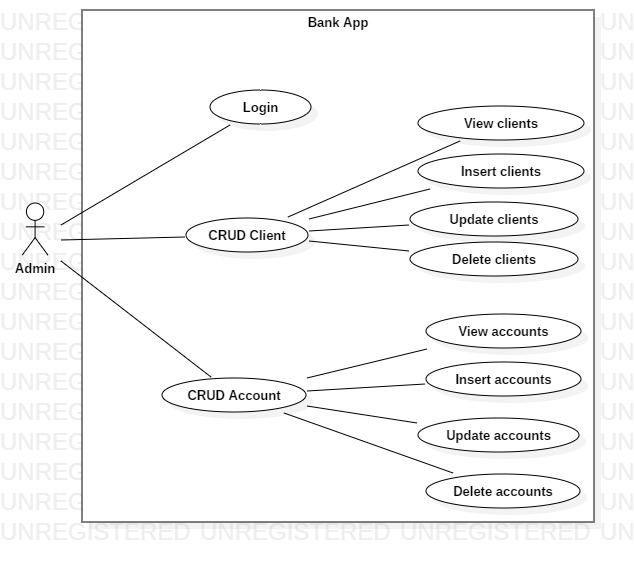 Bank App
Login
View clients
Insert clients
Update clients
CRUD Client
Delete clients
Admin
View accounts
Insert accounts
CRUD Account
Update accounts
Delete accounts
UNREGISTERED UNREGISTERED UNREGISTERED UN